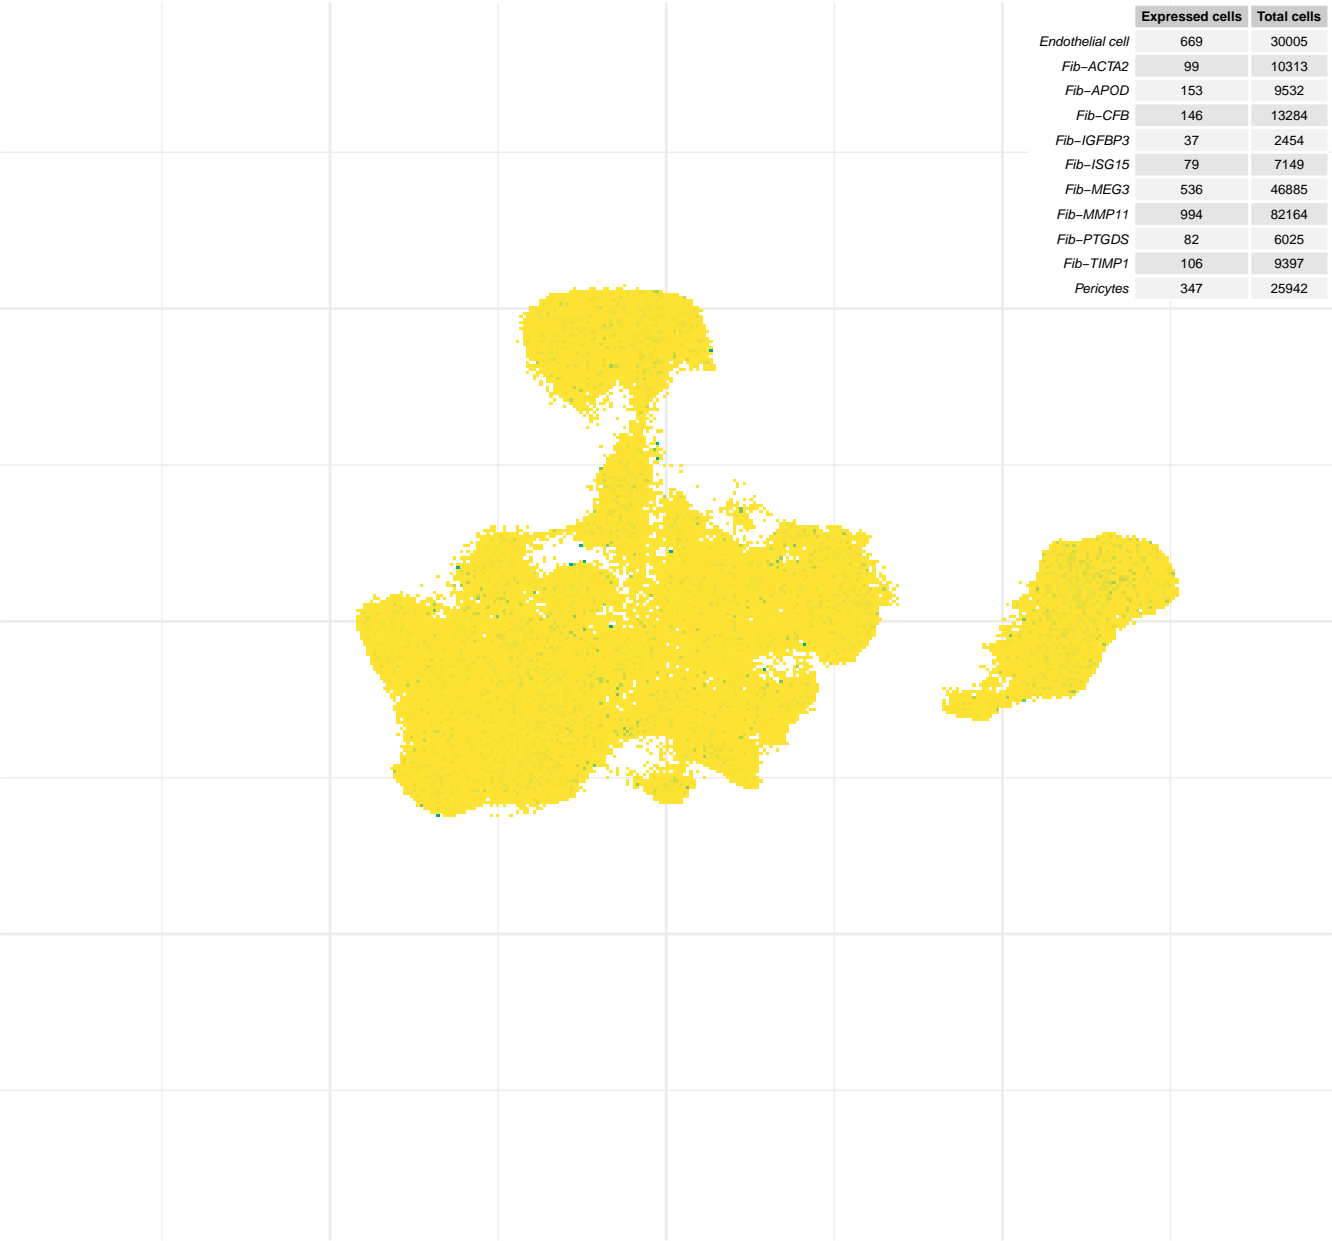 Expressed cells Total cells
Endothelial cell 669 30005
Fib−ACTA2 99 10313
Fib−APOD 153 9532
Fib−CFB 146 13284
Fib−IGFBP3 37 2454
Fib−ISG15 79 7149
Fib−MEG3 536 46885
Fib−MMP11 994 82164
Fib−PTGDS 82 6025
Fib−TIMP1 106 9397
Pericytes 347 25942